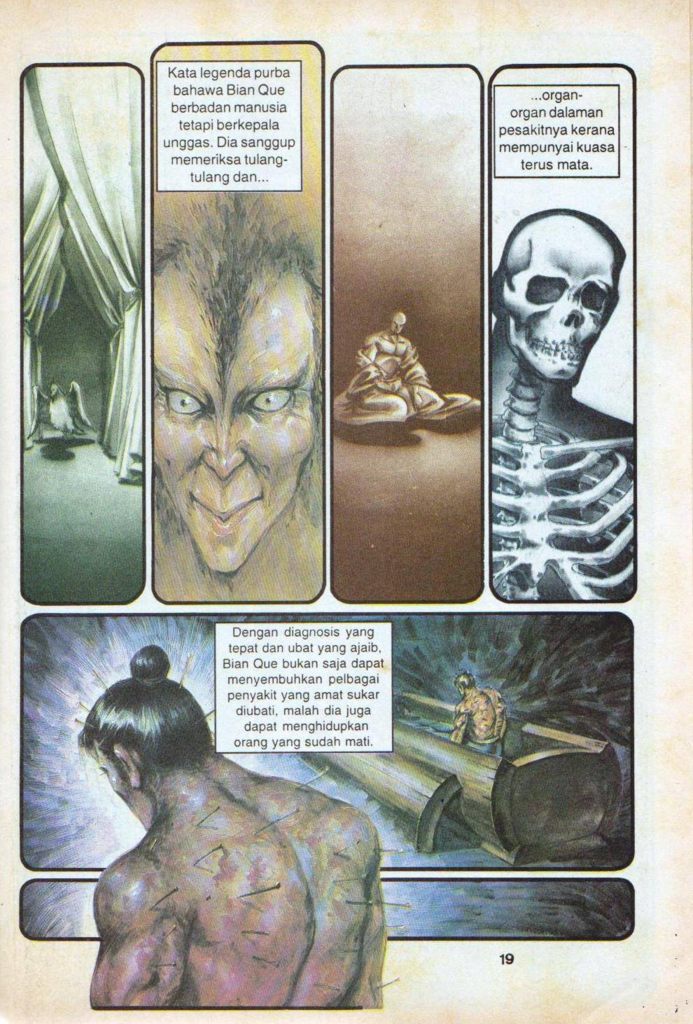 Kata legenda purba
bahawa Bian Que
berbadan manusia
tetapi berkepala
unggas. Dia sanggup
memeriksa tulang-
tulang dan...
...organ-
organ dalaman
pesakitnya kerana
mempunyai kuasa
terus mata.
Dengan diagnosis yang
tepat dan ubat yang ajaib,
Bian Que bukan saja dapat
menyembuhkan pelbagai
penyakit yang amat sukar
diubati, malah dia juga
dapat menghidupkan
orang yang sudah mati.
19